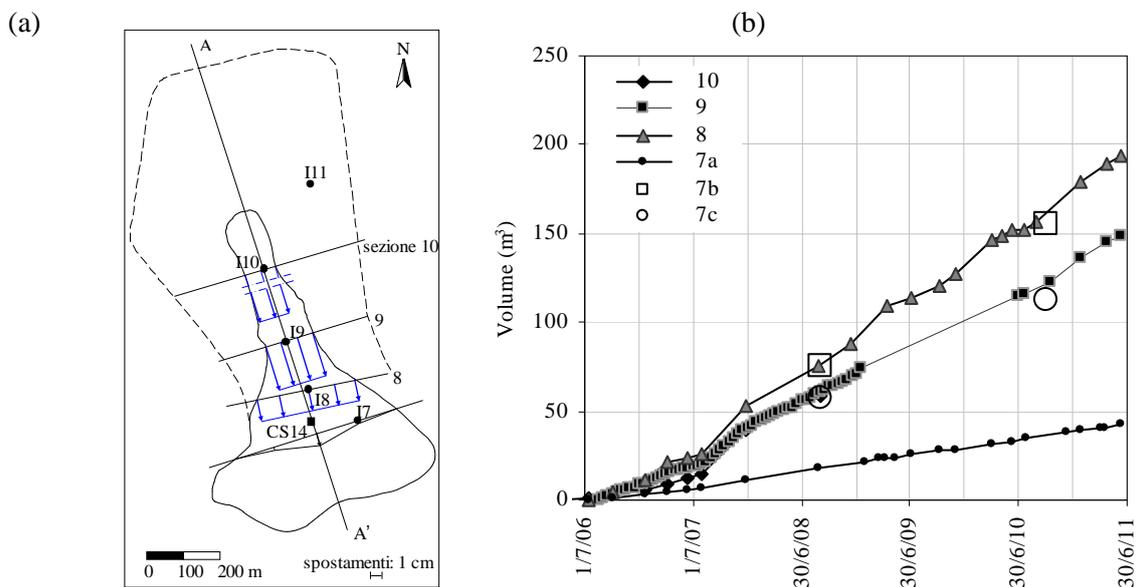 (a)
(b)
A
N
I11
sezione 10
I10
9
I9
8
I8
I7
CS14
A'
0 100 200 m
spostamenti: 1 cm
Volume (m³)
250
200
150
100
50
0
10
9
8
7a
7b
7c
1/7/06
1/7/07
30/6/08
30/6/09
30/6/10
30/6/11